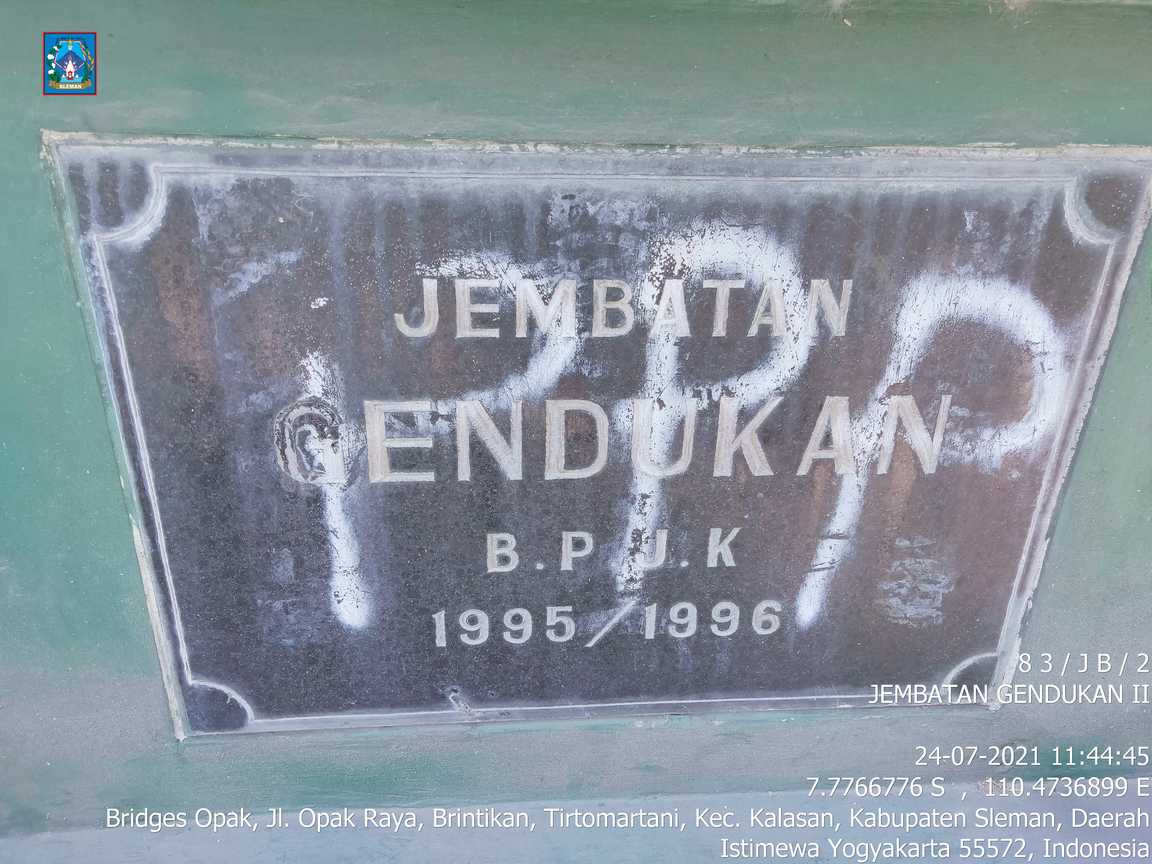 SLEMAN
JEMBATAN
GENDUKAN
B.P.J.K
1995/1996
83/JB/2
JEMBATAN GENDUKAN II
24-07-2021 11:44:45
7.7766776 S , 110.4736899 E
Bridges Opak, Jl. Opak Raya, Brintikan, Tirtomartani, Kec. Kalasan, Kabupaten Sleman, Daerah
Istimewa Yogyakarta 55572, Indonesia